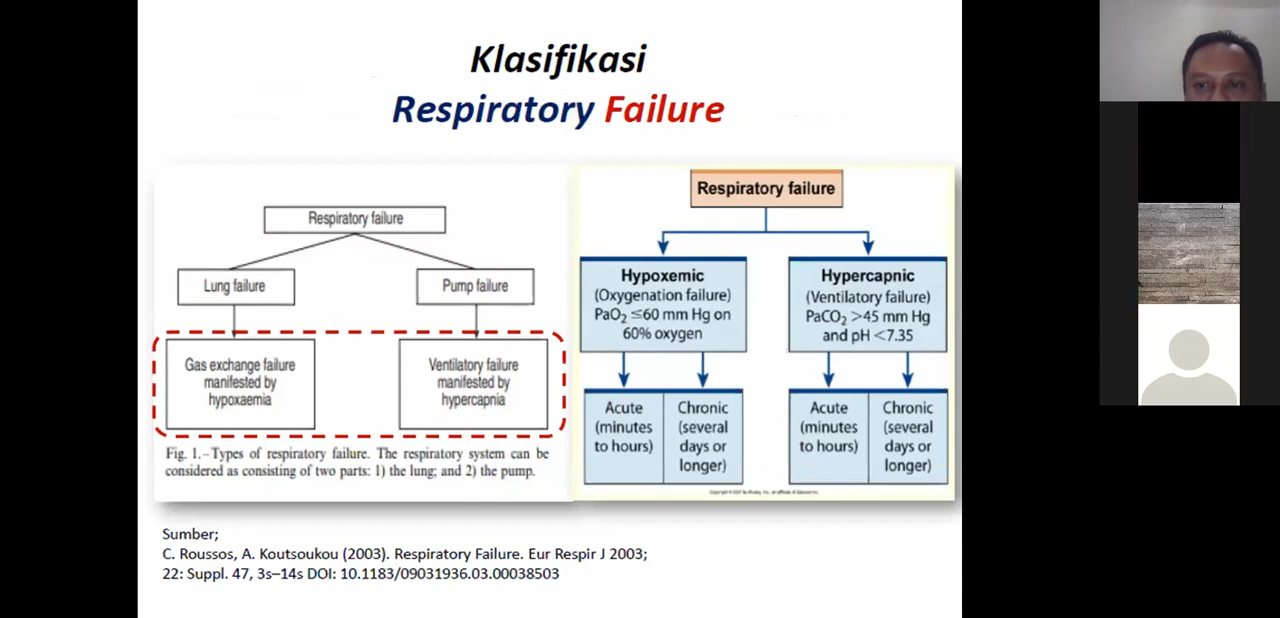 Klasifikasi
Respiratory Failure
Respiratory failure
Lung failure
Pump failure
Gas exchange failure
manifested by
hypoxaemia
Ventilatory failure
manifested by
hypercapnia
Fig. 1.–Types of respiratory failure. The respiratory system can be
considered as consisting of two parts: 1) the lung; and 2) the pump.
Respiratory failure
Hypoxemic
(Oxygenation failure)
PaO₂ ≤60 mm Hg on
60% oxygen
Hypercapnic
(Ventilatory failure)
PaCO₂ >45 mm Hg
and pH <7.35
Acute
(minutes
to hours)
Chronic
(several
days or
longer)
Acute
(minutes
to hours)
Chronic
(several
days or
longer)
Sumber;
C. Roussos, A. Koutsoukou (2003). Respiratory Failure. Eur Respir J 2003;
22: Suppl. 47, 3s–14s DOI: 10.1183/09031936.03.00038503